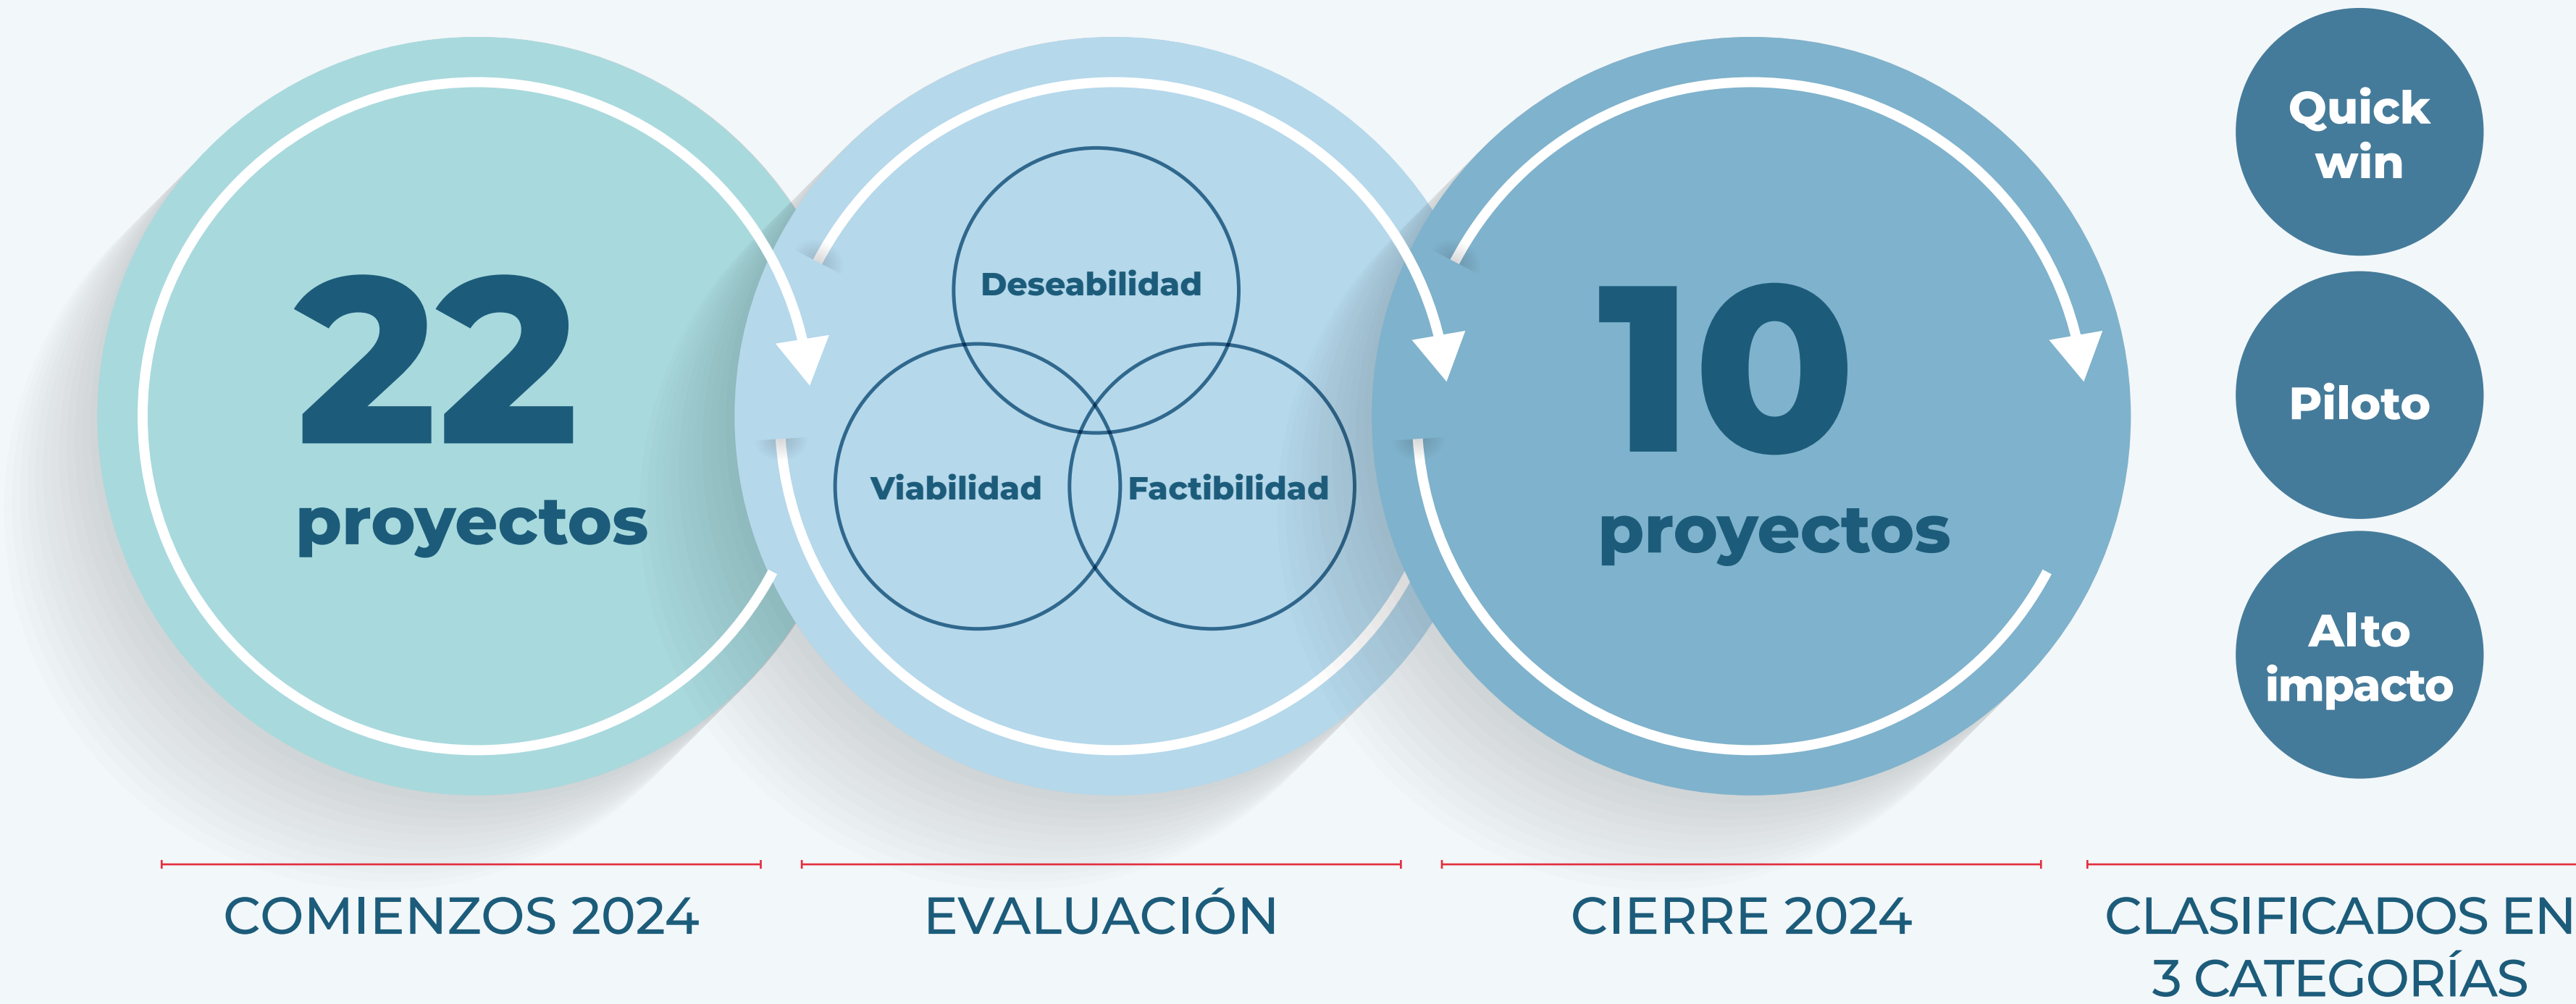 22
proyectos
COMIENZOS 2024
Deseabilidad
Viabilidad
Factibilidad
EVALUACIÓN
10
proyectos
CIERRE 2024
Quick
win
Piloto
Alto
impacto
CLASIFICADOS EN
3 CATEGORÍAS